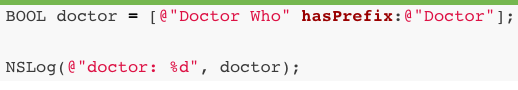 BOOL doctor = [@"Doctor Who" hasPrefix:@"Doctor"];
NSLog(@"doctor: %d", doctor);